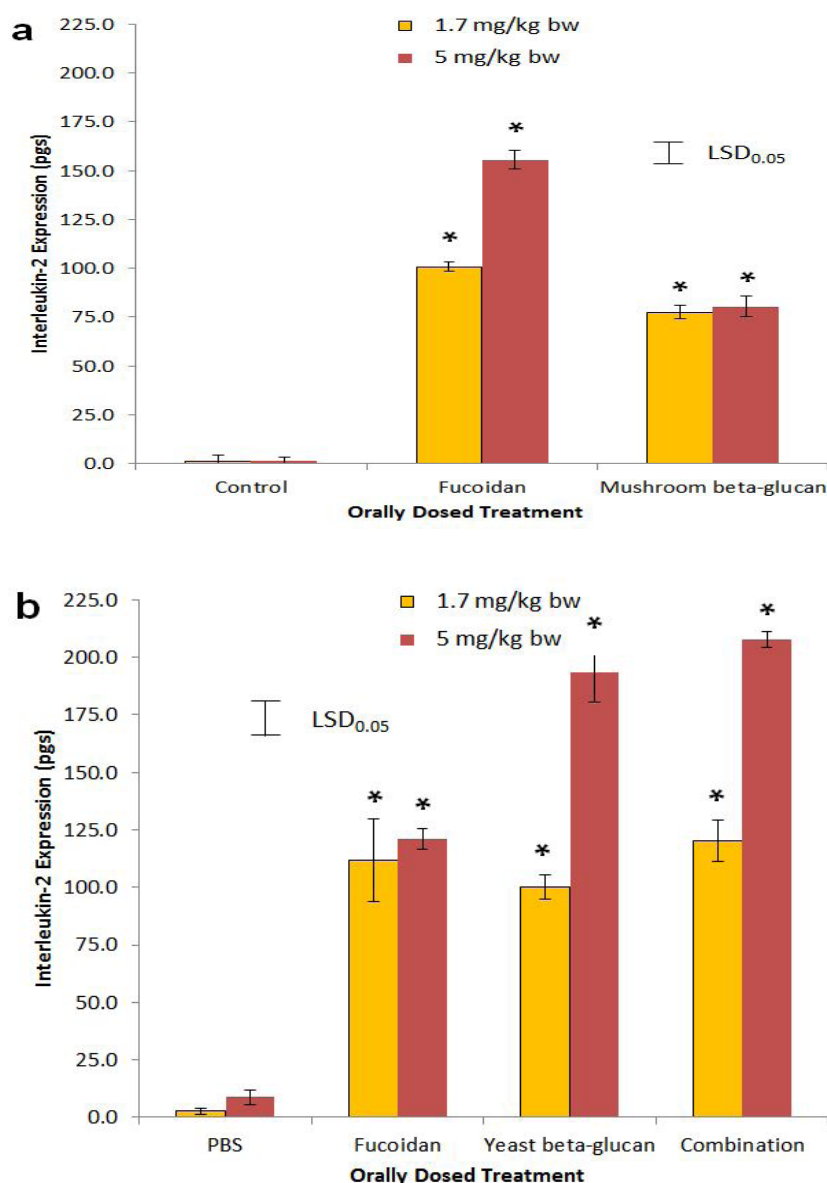 a
1.7 mg/kg bw
5 mg/kg bw
Interleukin-2 Expression (pgs)
225.0
200.0
175.0
150.0
125.0
100.0
75.0
50.0
25.0
0.0
*
*
*
*
LSD0.05
Control Fucoidan Mushroom beta-glucan
Orally Dosed Treatment
b
1.7 mg/kg bw
5 mg/kg bw
Interleukin-2 Expression (pgs)
225.0
200.0
175.0
150.0
125.0
100.0
75.0
50.0
25.0
0.0
LSD0.05
*
*
*
*
*
*
PBS Fucoidan Yeast beta-glucan Combination
Orally Dosed Treatment